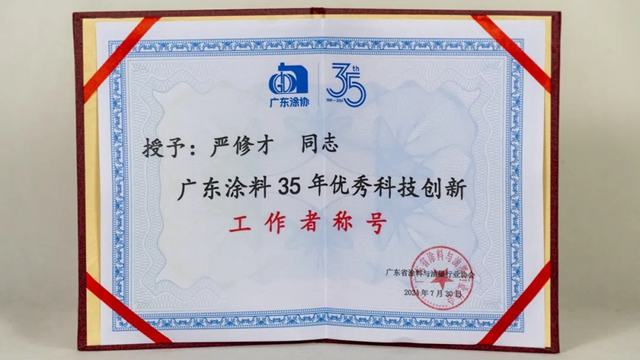 广东涂协
35th
授予：严修才 同志
广东涂料35年优秀科技创新
工作者称号
广东省涂料与油墨行业协会
2024年7月30日